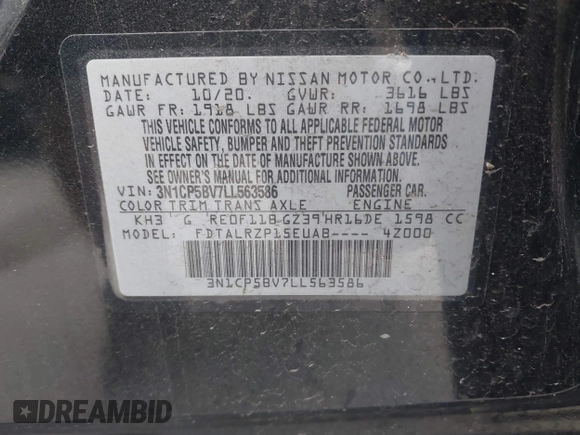 MANUFACTURED BY NISSAN MOTOR CO., LTD.
DATE: 10/20. GVWR: 3616 LBS
GAWR FR: 1918 LBS GAWR RR: 1698 LBS
THIS VEHICLE CONFORMS TO ALL APPLICABLE FEDERAL MOTOR
VEHICLE SAFETY, BUMPER AND THEFT PREVENTION STANDARDS
IN EFFECT ON THE DATE OF MANUFACTURE SHOWN ABOVE.
SEE OWNER'S MANUAL FOR ADDITIONAL INFORMATION.
VIN: 3N1CP5BV7LL563586 PASSENGER CAR.
COLOR TRIM TRANS AXLE ENGINE
KH3 G RE0F11B GZ39 HR16DE 1598 CC
MODEL: FDTALRZP15EUAB---- 4Z000
3N1CP5BV7LL563586
DREAMBID